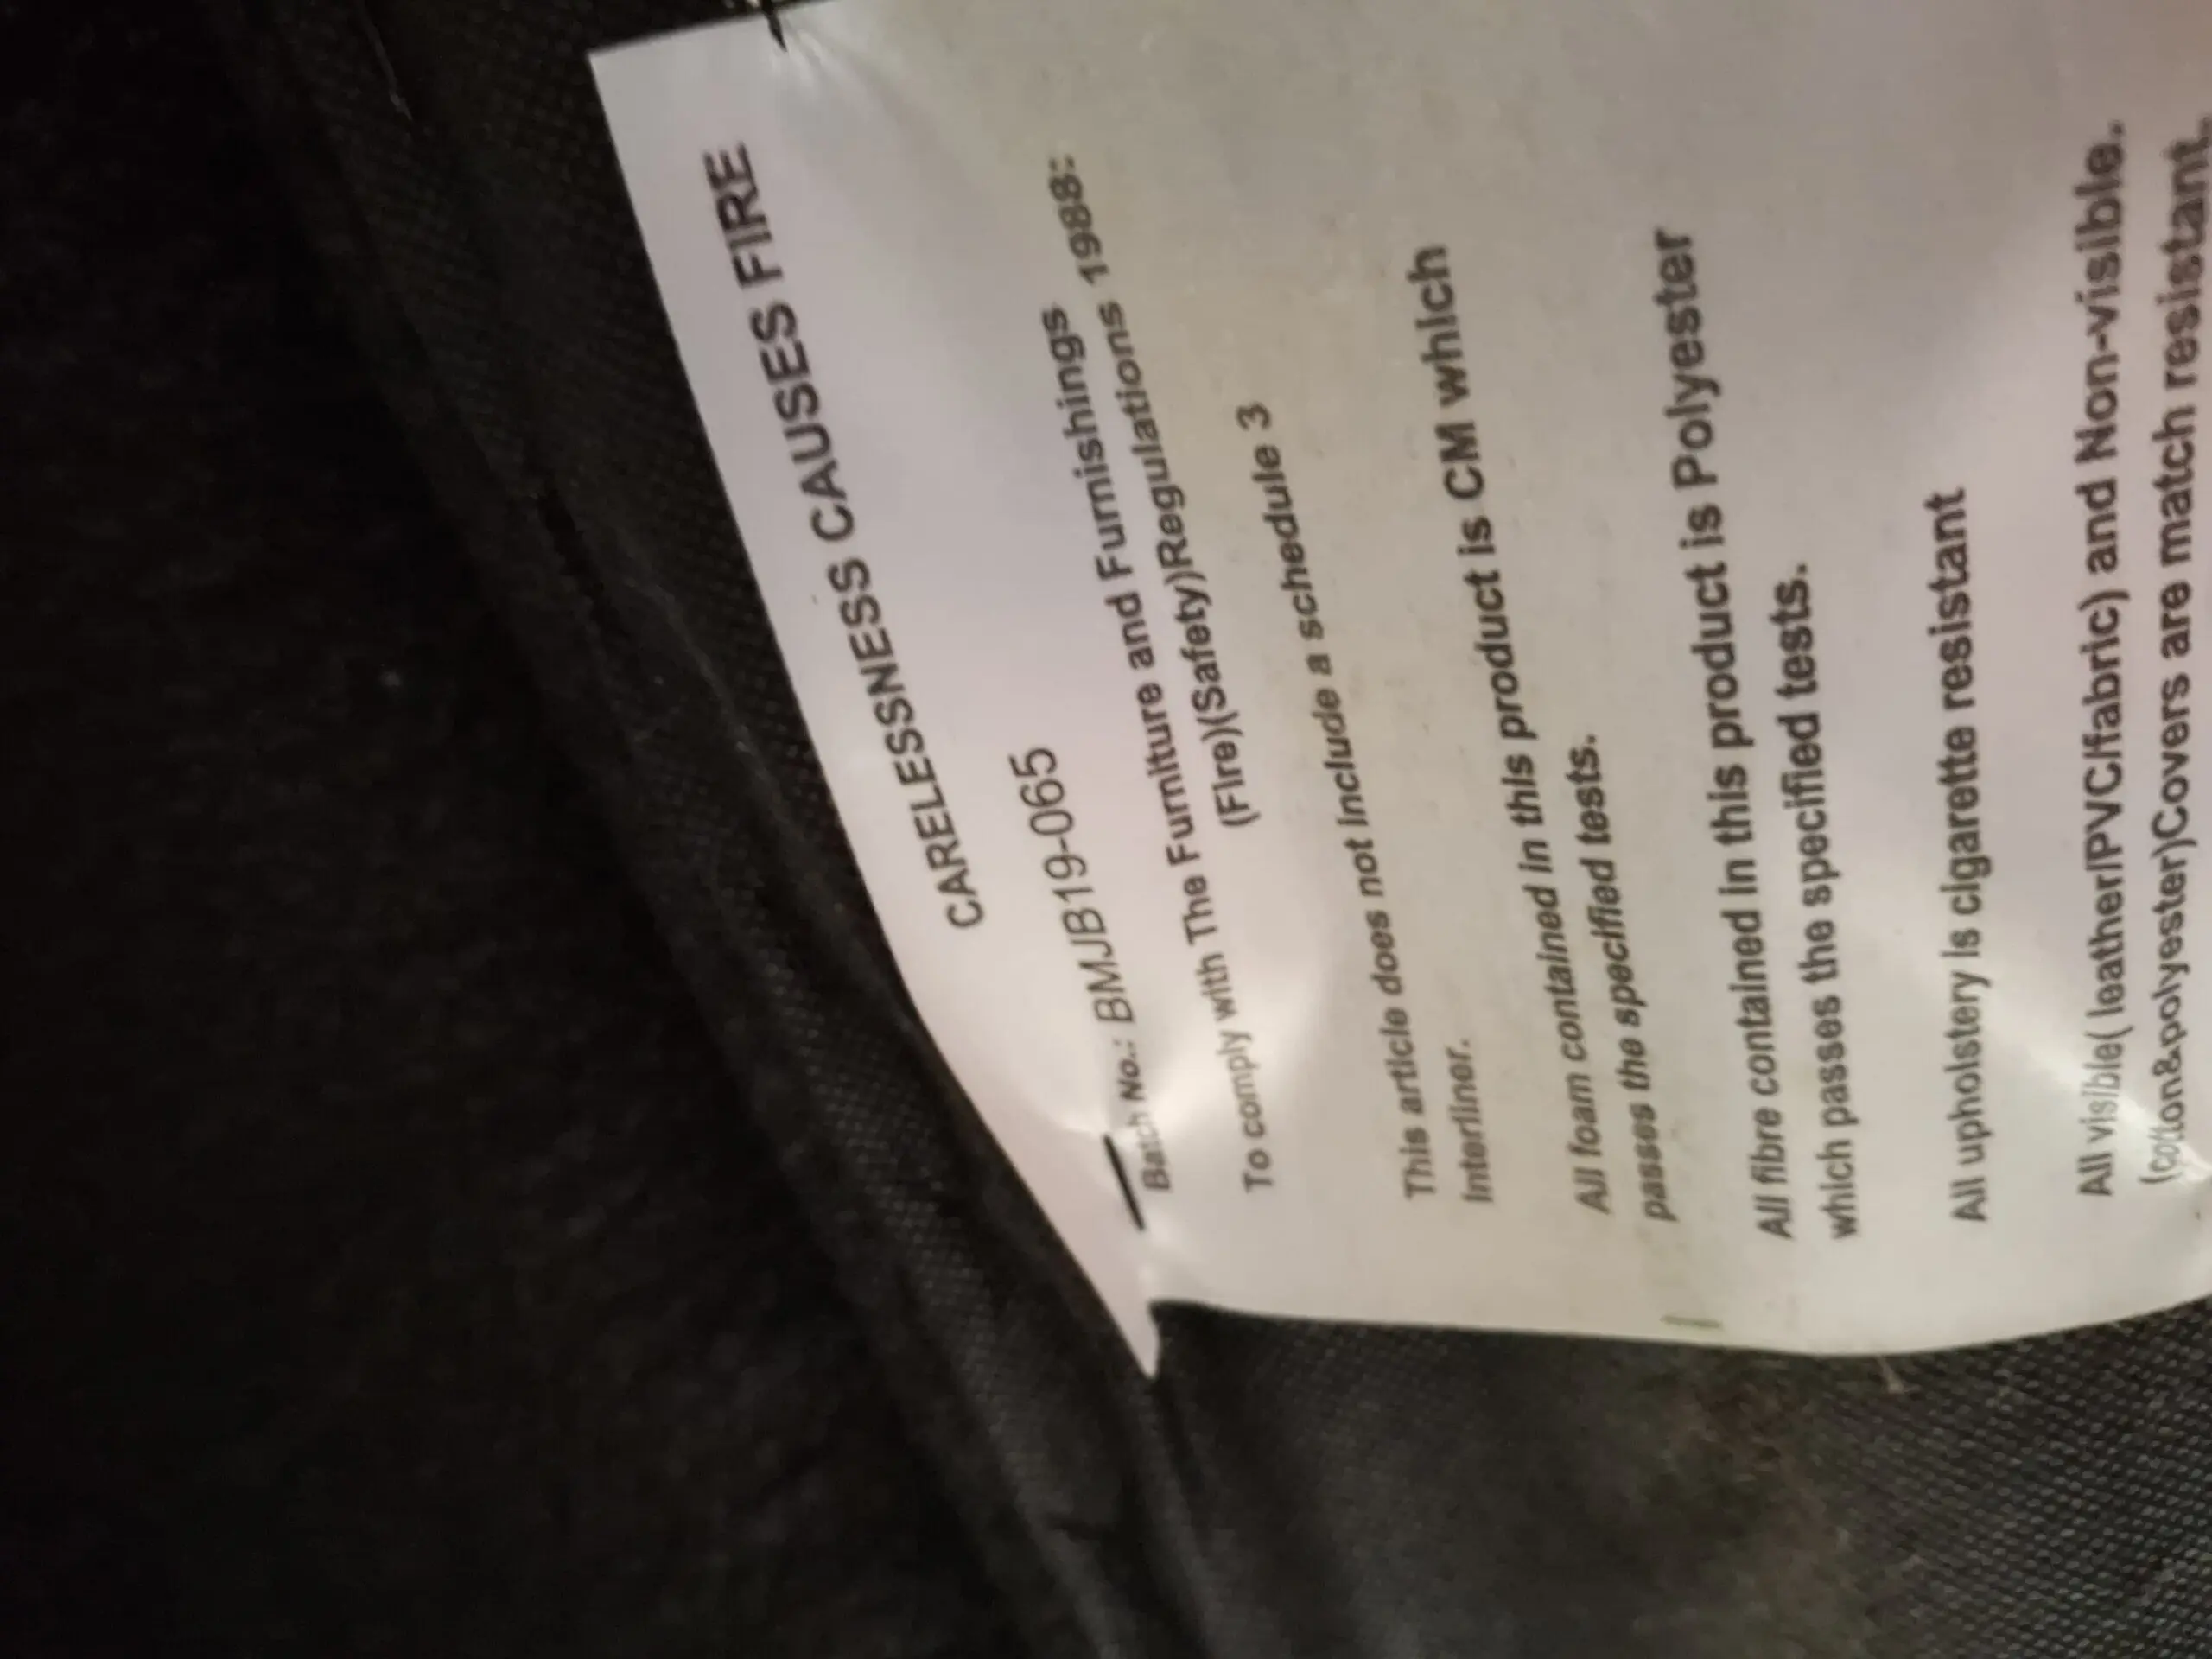 CARELESSNESS CAUSES FIRE
Batch No.: BMJB19-065
To comply with The Furniture and Furnishings
(Fire)(Safety)Regulations 1988:
This article does not include a schedule 3
Interliner.
All foam contained in this product is CM which
passes the specified tests.
All fibre contained in this product is Polyester
which passes the specified tests.
All upholstery is cigarette resistant
All visible( leather/PVC/fabric) and Non-visible.
(cotton&polyester)Covers are match resistant.